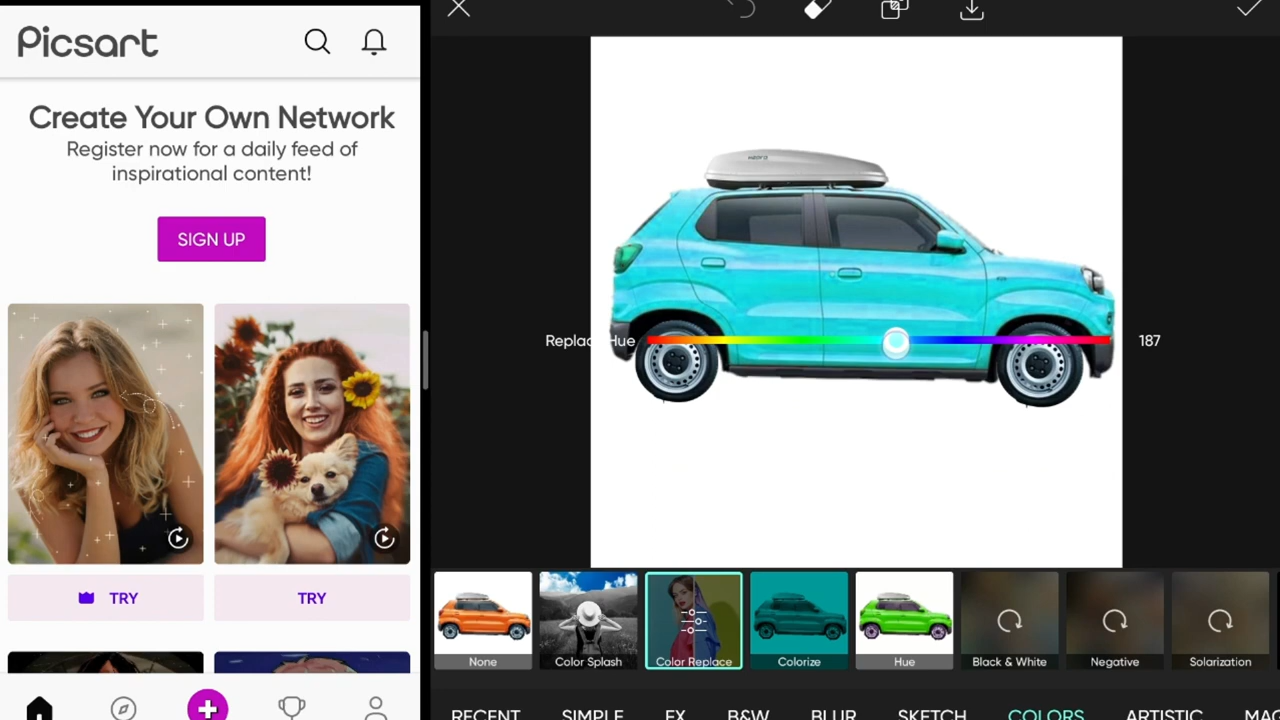 Picsart
Create Your Own Network
Register now for a daily feed of
inspirational content!
SIGN UP
TRY
TRY
Replace Hue
187
None
Color Splash
Color Replace
Colorize
Hue
Black & White
Negative
Solarization
RECENT
SIMPLE
FX
B&W
BLUR
SKETCH
COLORS
ARTISTIC